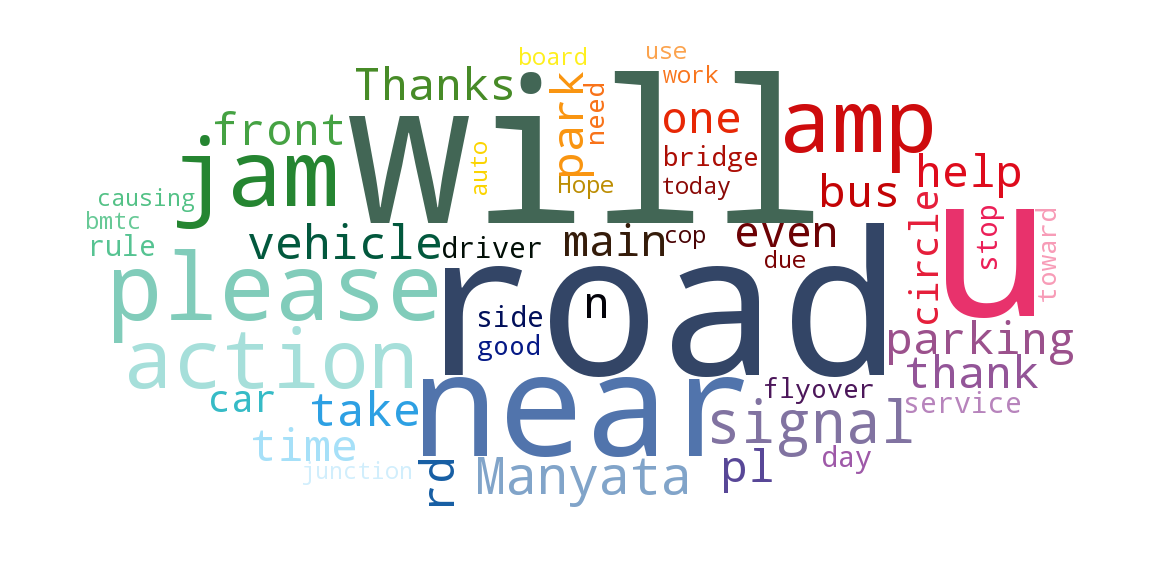 board
use
Thanks
park
need
work
will
amp
front
jam
auto
Hope
one
bridge
today
bus
help
causing
bmtc
rule
vehicle
driver
main
cop
even
due
circle
stop
toward
u
please
road
n
side
good
action
near
parking
thank
car
take
flyover
signal
service
time
junction
rd
Manyata
pl
day